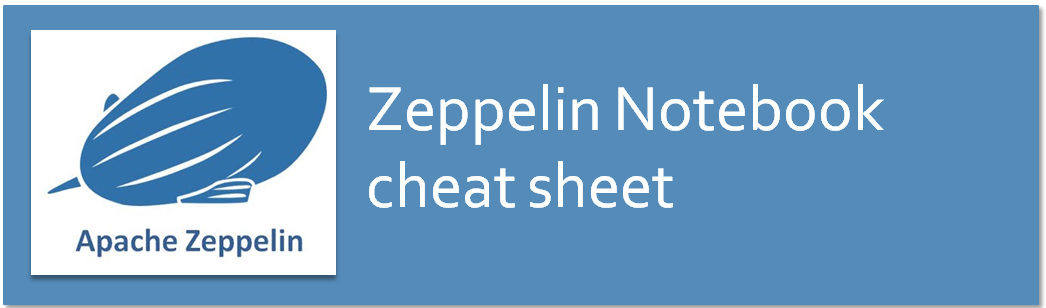 Zeppelin Notebook
cheat sheet
Apache Zeppelin